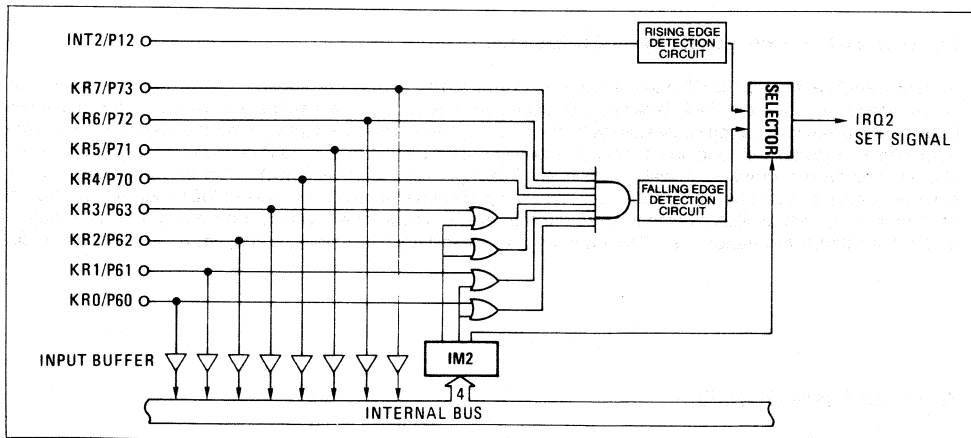 INT2/P12
RISING EDGE
DETECTION
CIRCUIT
KR7/P73
KR6/P72
KR5/P71
KR4/P70
KR3/P63
KR2/P62
KR1/P61
KR0/P60
SELECTOR
IRQ2
SET SIGNAL
FALLING EDGE
DETECTION
CIRCUIT
INPUT BUFFER
IM2
4
INTERNAL BUS